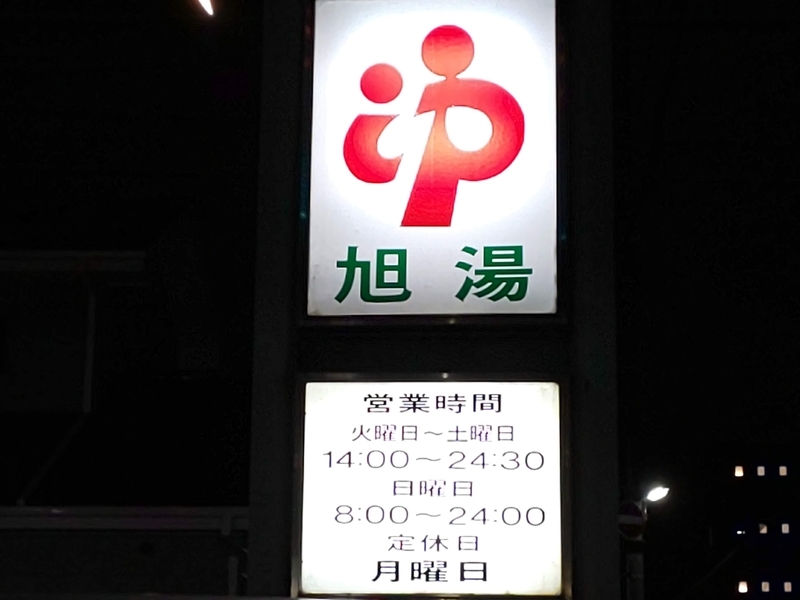 旭湯
営業時間
火曜日～土曜日
14:00～24:30
日曜日
8:00～24:00
定休日
月曜日